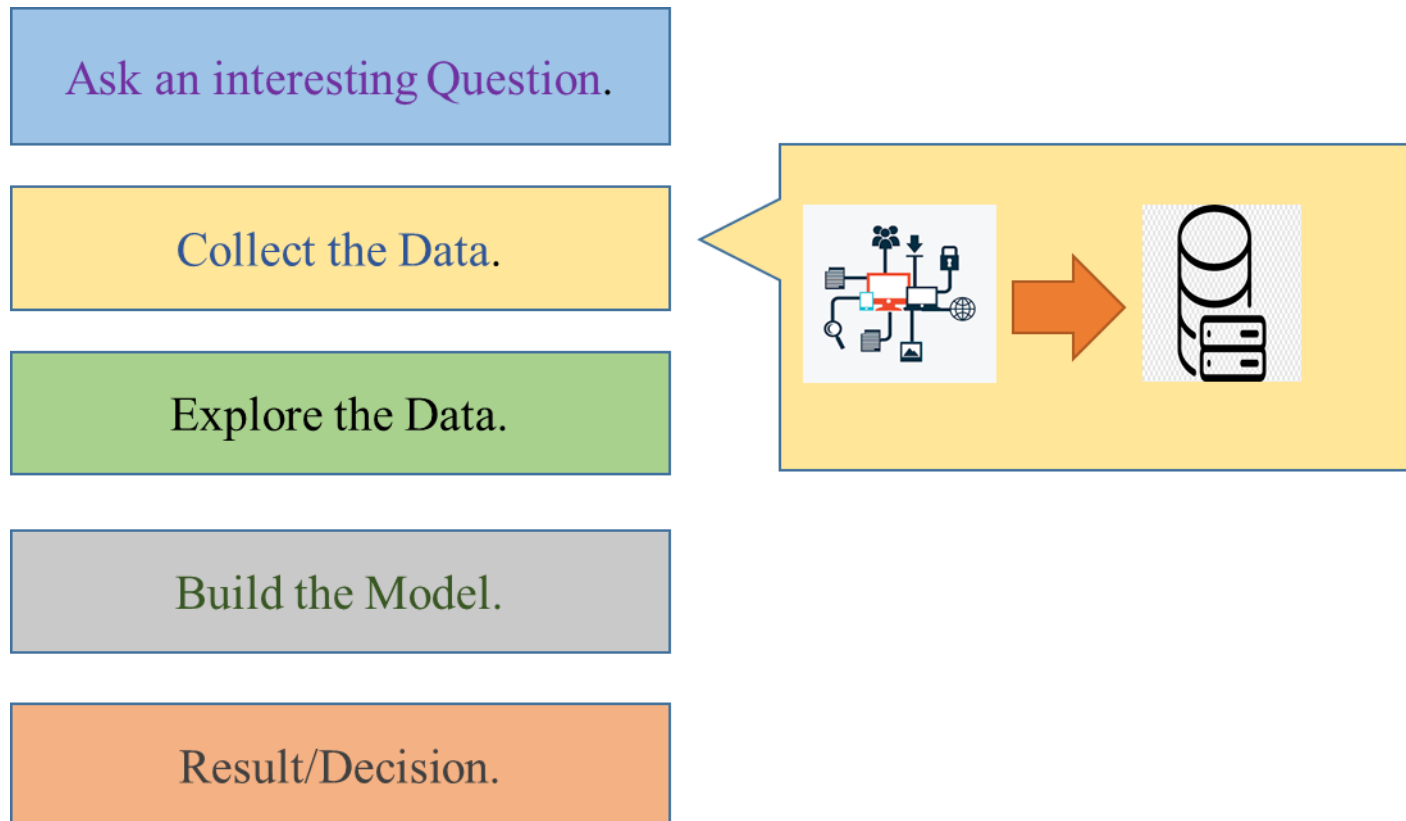 Ask an interesting Question.
Collect the Data.
Explore the Data.
Build the Model.
Result/Decision.